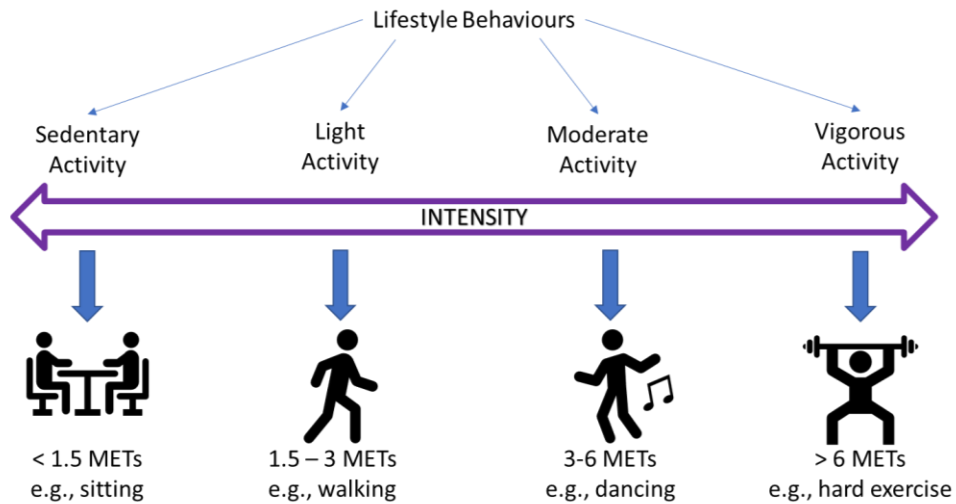 Lifestyle Behaviours
Sedentary
Activity
Light
Activity
Moderate
Activity
Vigorous
Activity
INTENSITY
< 1.5 METs
e.g., sitting
1.5 – 3 METs
e.g., walking
3-6 METs
e.g., dancing
> 6 METs
e.g., hard exercise